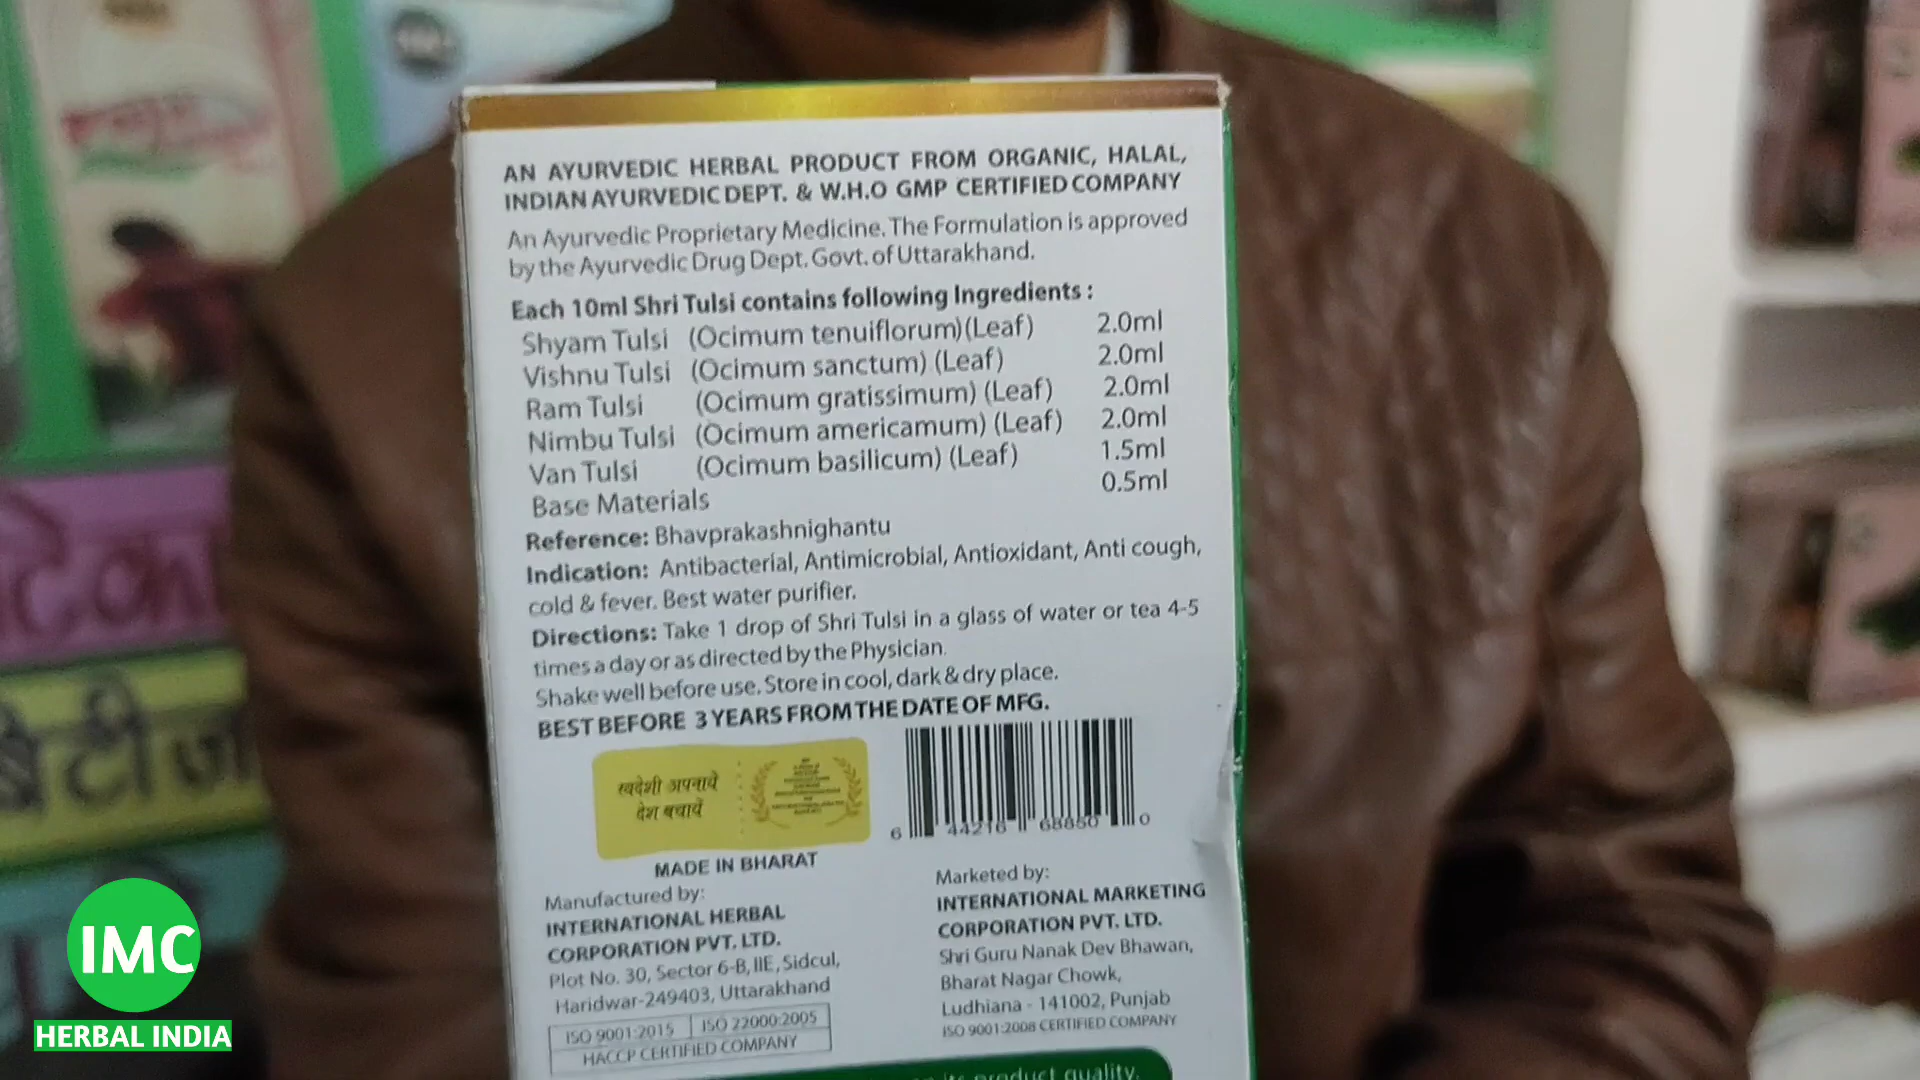 AN AYURVEDIC HERBAL PRODUCT FROM ORGANIC, HALAL,
INDIAN AYURVEDIC DEPT. & W.H.O GMP CERTIFIED COMPANY
An Ayurvedic Proprietary Medicine. The Formulation is approved
by the Ayurvedic Drug Dept. Govt. of Uttarakhand.
Each 10ml Shri Tulsi contains following Ingredients :
Shyam Tulsi (Ocimum tenuiflorum)(Leaf) 2.0ml
Vishnu Tulsi (Ocimum sanctum) (Leaf) 2.0ml
Ram Tulsi (Ocimum gratissimum) (Leaf) 2.0ml
Nimbu Tulsi (Ocimum americamum) (Leaf) 2.0ml
Van Tulsi (Ocimum basilicum) (Leaf) 1.5ml
Base Materials 0.5ml
Reference: Bhavprakashnighantu
Indication: Antibacterial, Antimicrobial, Antioxidant, Anti cough,
cold & fever. Best water purifier.
Directions: Take 1 drop of Shri Tulsi in a glass of water or tea 4-5
times a day or as directed by the Physician.
Shake well before use. Store in cool, dark & dry place.
BEST BEFORE 3 YEARS FROM THE DATE OF MFG.
स्वदेशी अपनाये
देश बचायें
6 44216 68850 0
MADE IN BHARAT
Manufactured by:
INTERNATIONAL HERBAL
CORPORATION PVT. LTD.
Plot No. 30, Sector 6-B, IIE, Sidcul,
Haridwar-249403, Uttarakhand
ISO 9001:2015 ISO 22000:2005
HACCP CERTIFIED COMPANY
Marketed by:
INTERNATIONAL MARKETING
CORPORATION PVT. LTD.
Shri Guru Nanak Dev Bhawan,
Bharat Nagar Chowk,
Ludhiana - 141002, Punjab
ISO 9001:2008 CERTIFIED COMPANY
its product quality.
IMC
HERBAL INDIA